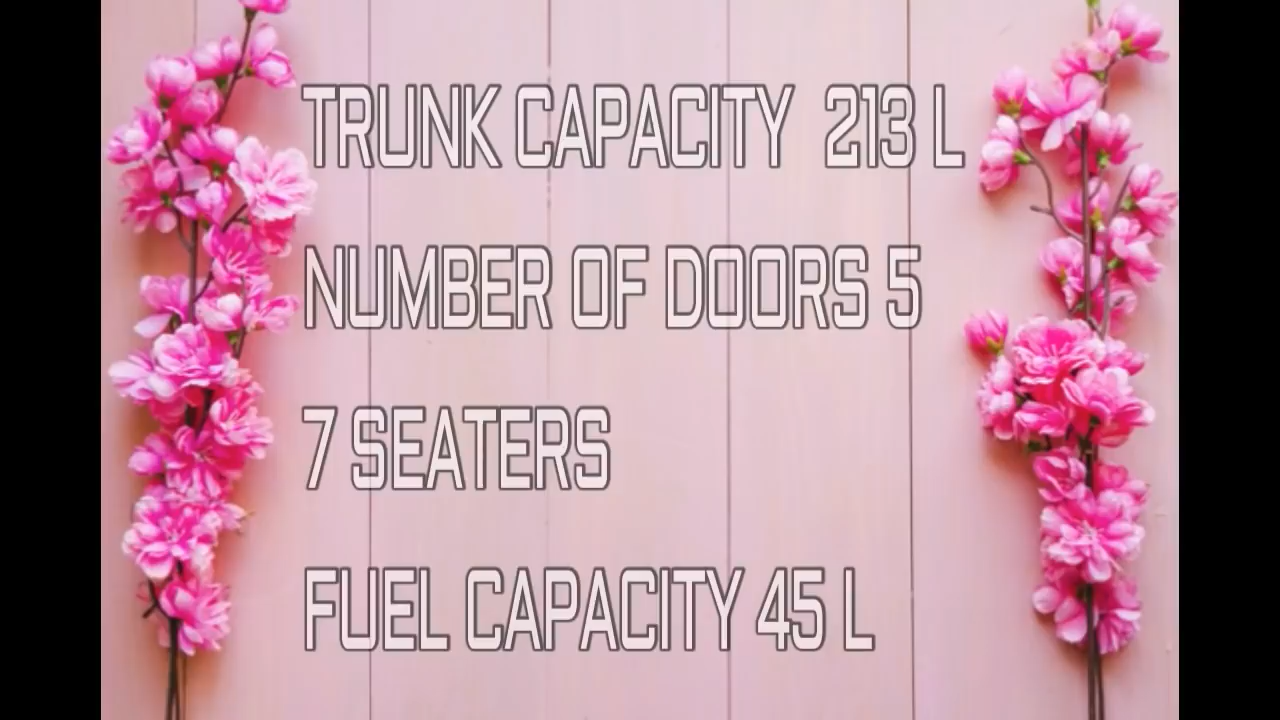 TRUNK CAPACITY 213 L
NUMBER OF DOORS 5
7 SEATERS
FUEL CAPACITY 45 L